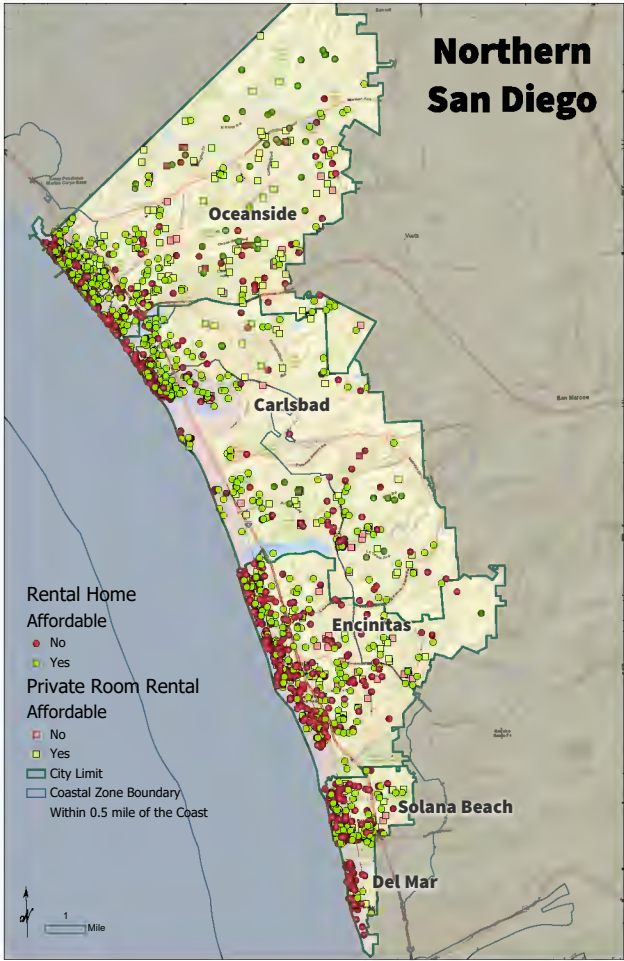 Northern
San Diego
Oceanside
Vista
Carlsbad
San Marcos
Rental Home
Affordable
No
Yes
Encinitas
Private Room Rental
Affordable
No
Yes
City Limit
Coastal Zone Boundary
Within 0.5 mile of the Coast
Solana Beach
Del Mar
1
Mile